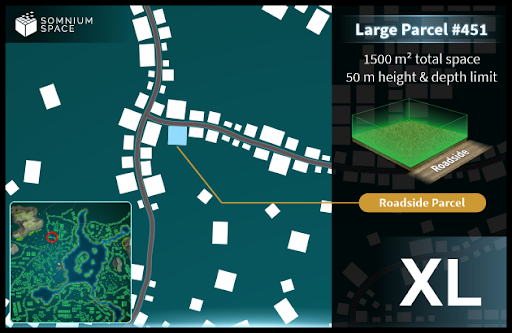 SOMNIUM
SPACE
Large Parcel #451
1500 m² total space
50 m height & depth limit
Roadside
Roadside Parcel
XL